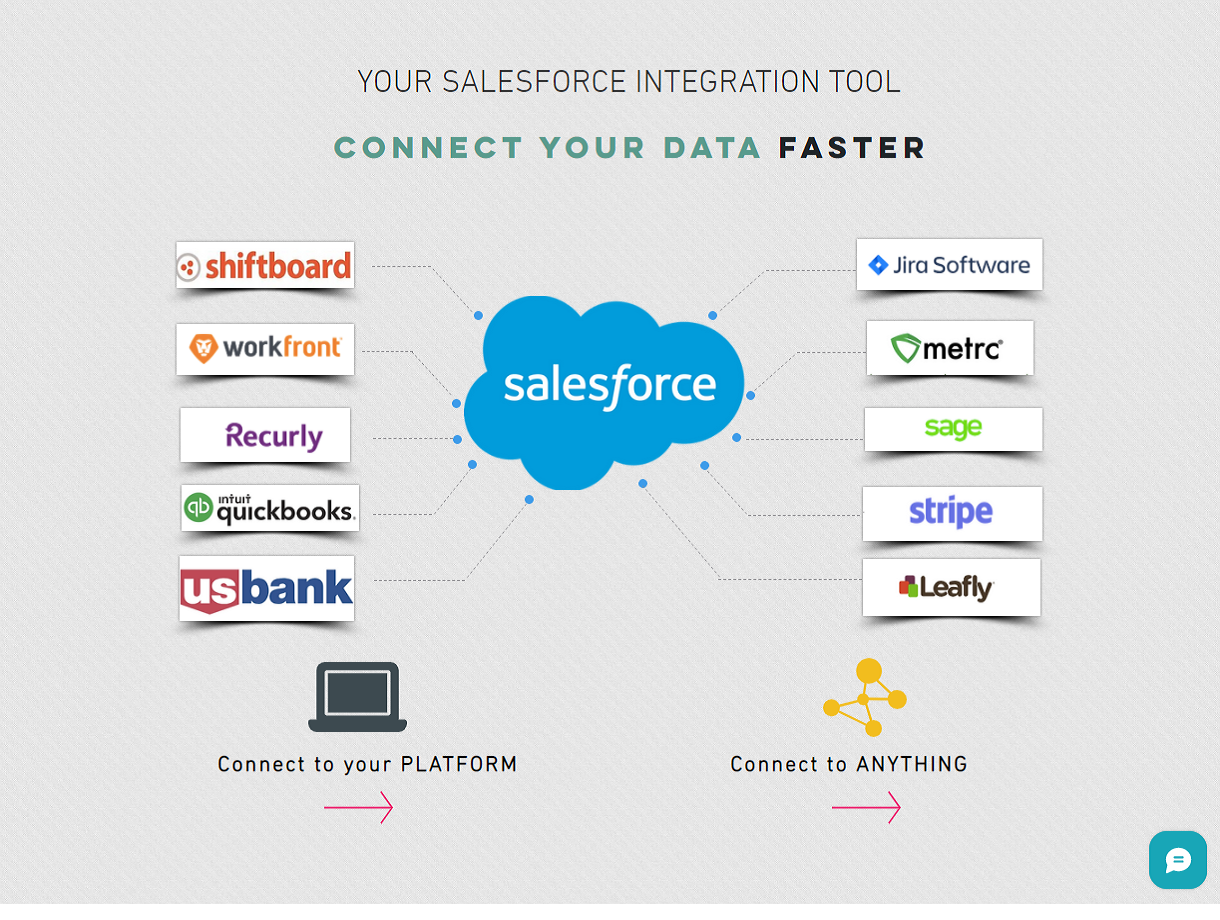 YOUR SALESFORCE INTEGRATION TOOL
CONNECT YOUR DATA FASTER
shiftboard
workfront
Recurly
qb
intuit
quickbooks.
usbank
salesforce
Jira Software
metrc®
sage
stripe
Leafly
Connect to your PLATFORM
Connect to ANYTHING